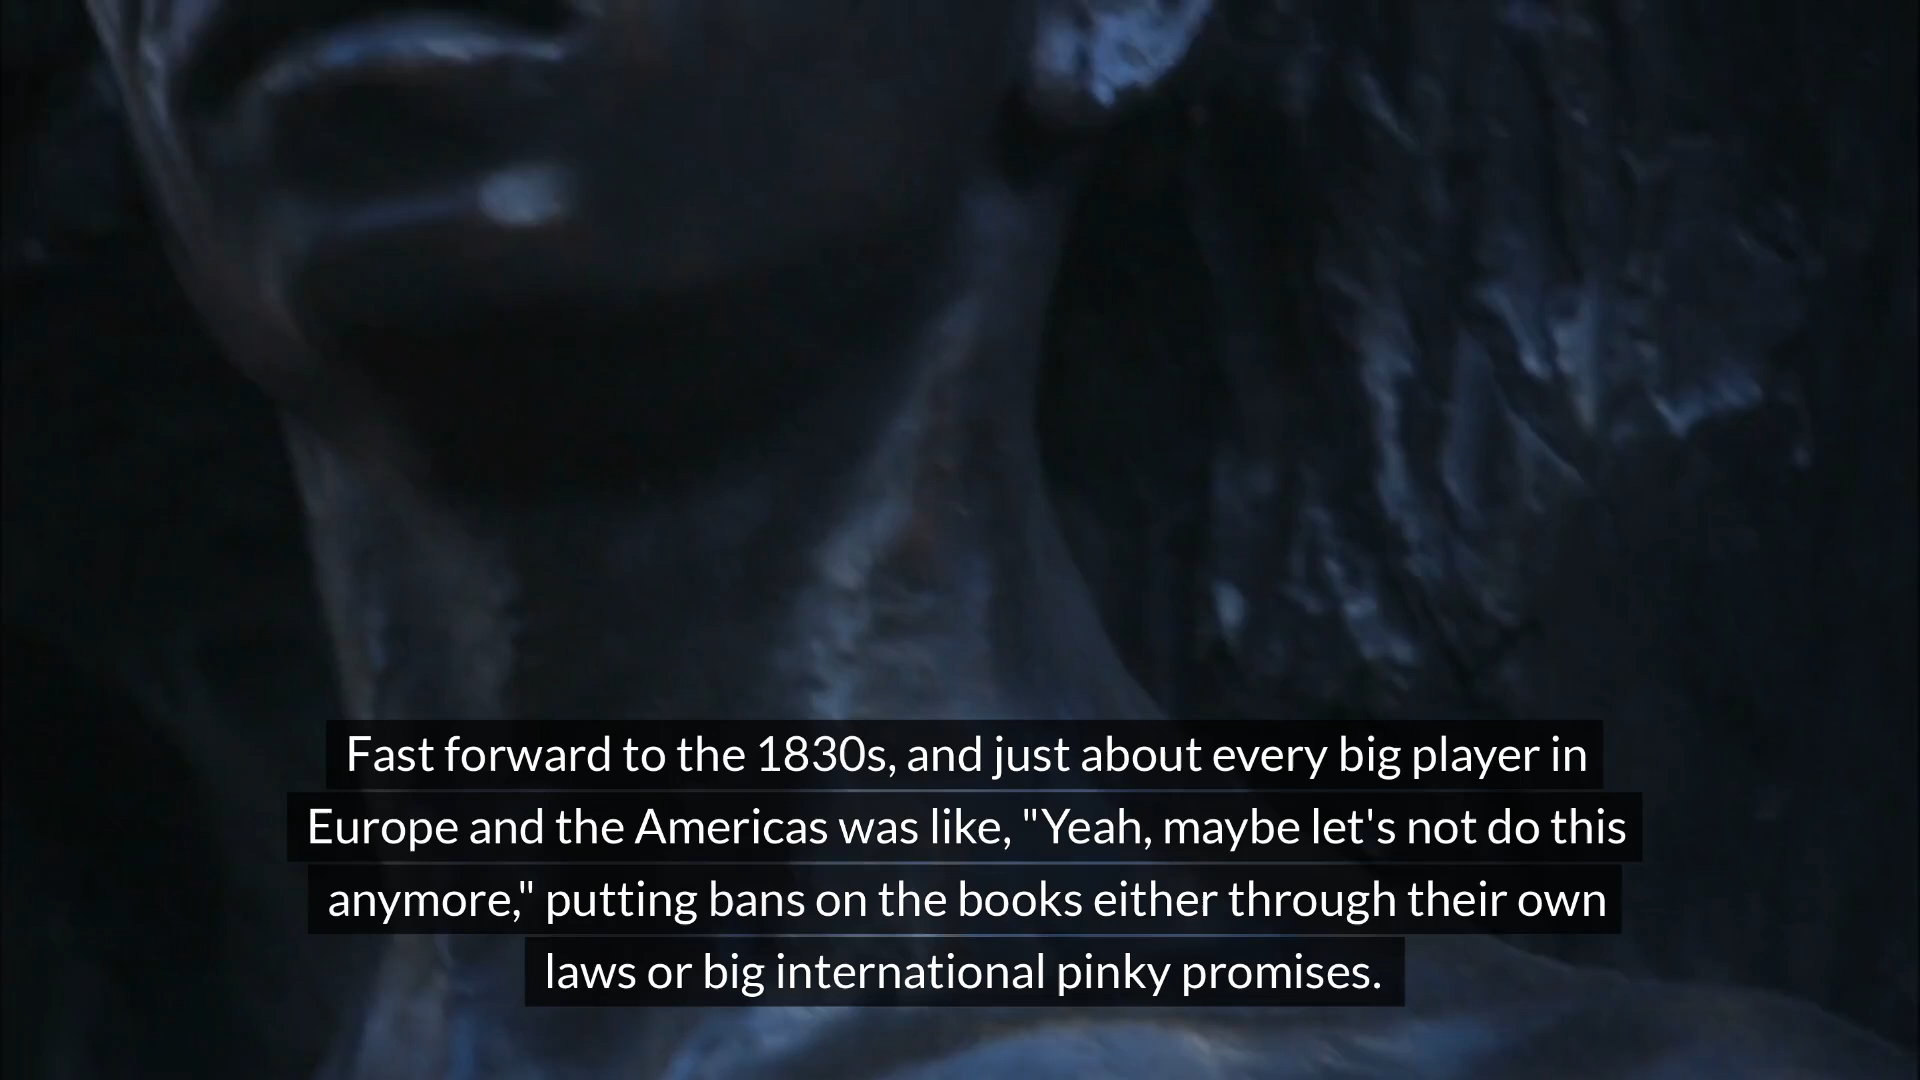 Fast forward to the 1830s, and just about every big player in
Europe and the Americas was like, "Yeah, maybe let's not do this
anymore," putting bans on the books either through their own
laws or big international pinky promises.